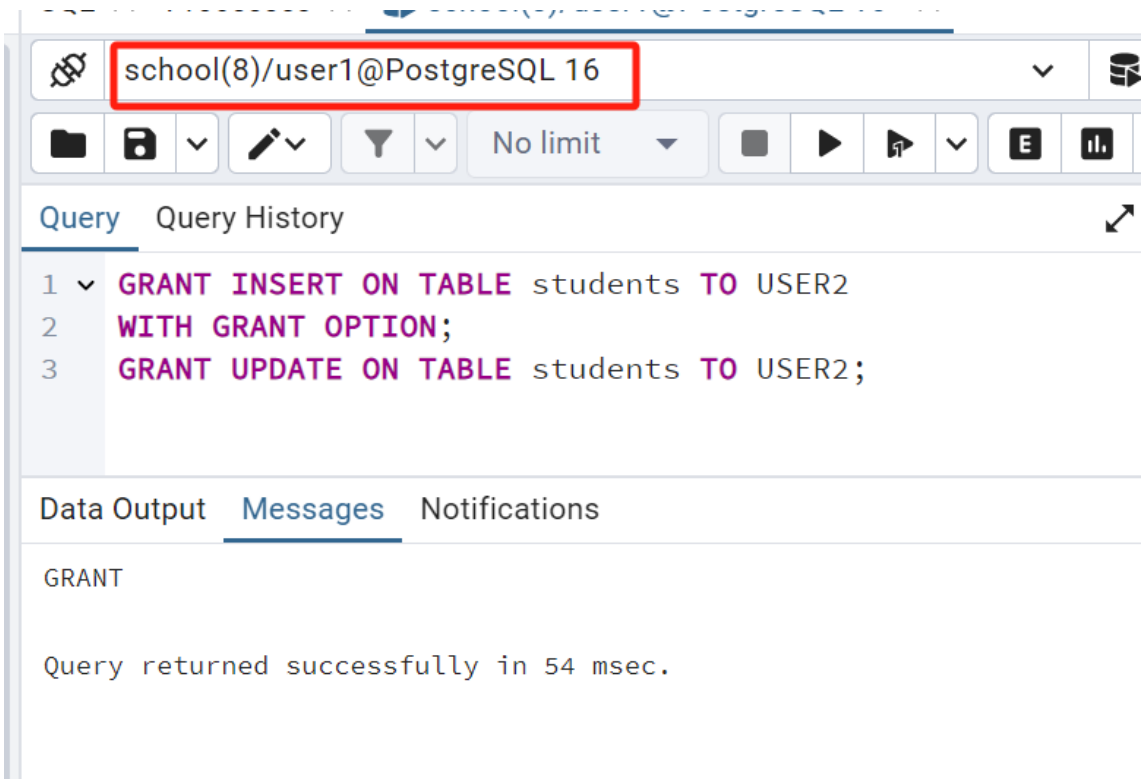 school(8)/user1@PostgreSQL 16
No limit
E
Query Query History
1 GRANT INSERT ON TABLE students TO USER2
2 WITH GRANT OPTION;
3 GRANT UPDATE ON TABLE students TO USER2;
Data Output Messages Notifications
GRANT
Query returned successfully in 54 msec.